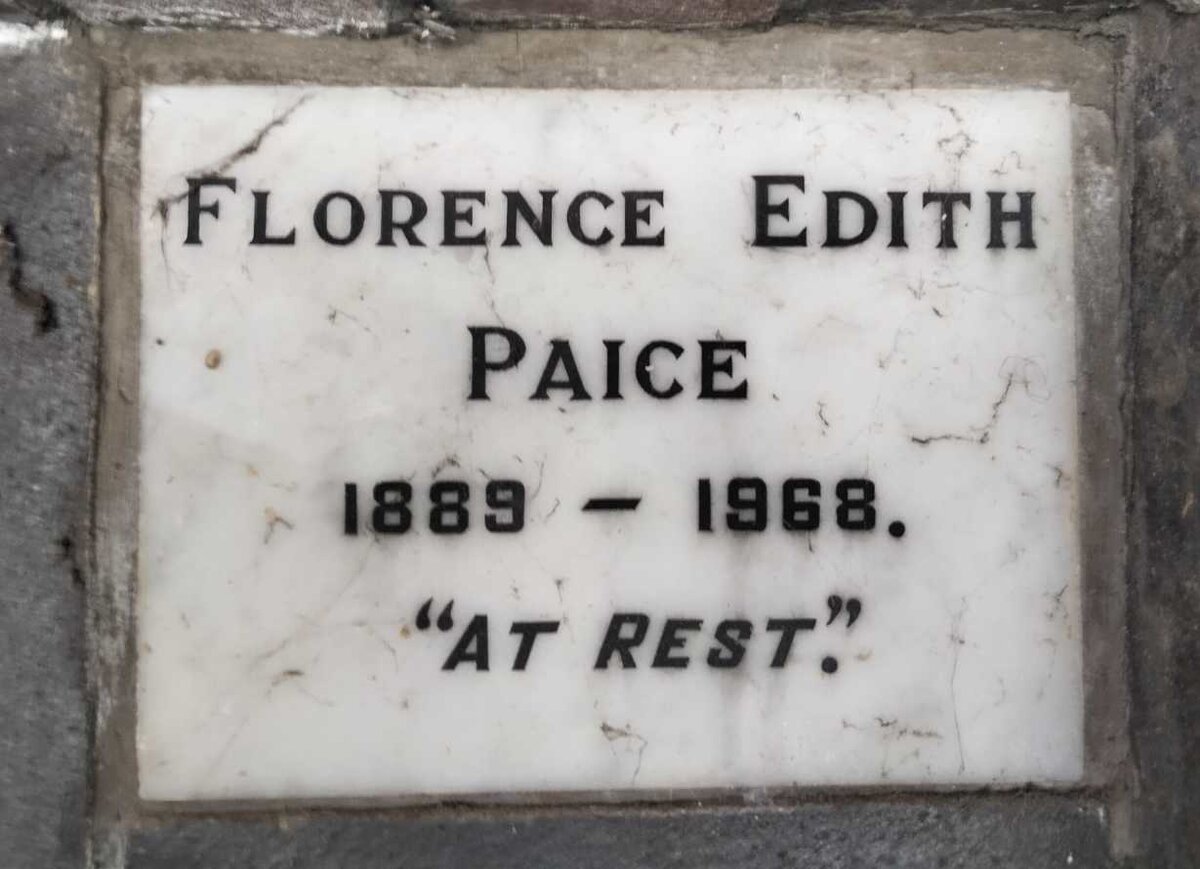 FLORENCE EDITH
PAICE
1889 – 1968.
“AT REST.”